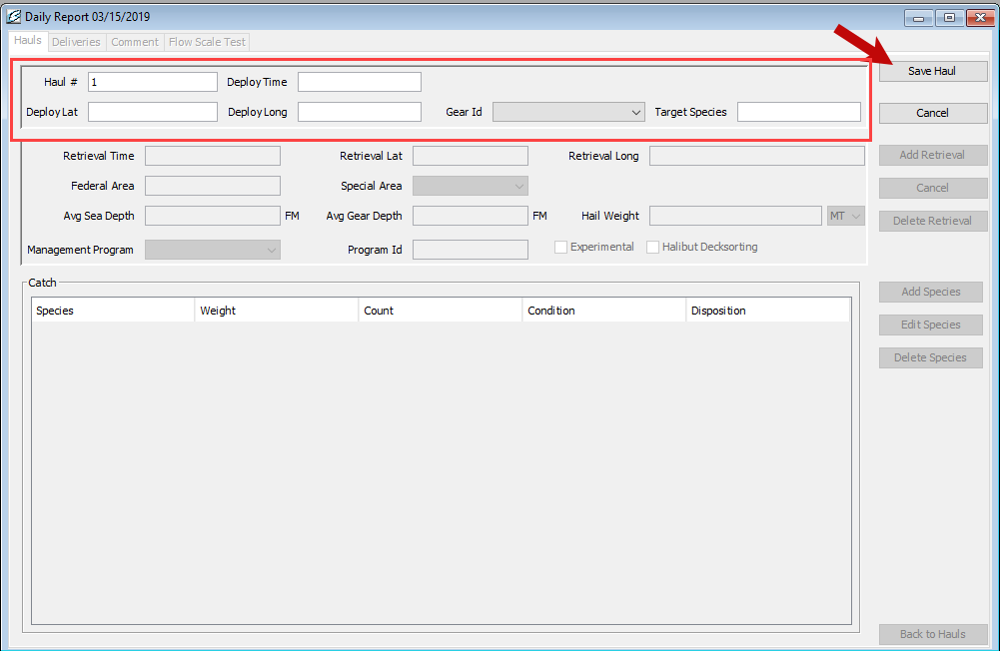 Daily Report 03/15/2019
Hauls Deliveries Comment Flow Scale Test
Haul # 1 Deploy Time Save Haul
Deploy Lat Deploy Long Gear Id Target Species Cancel
Retrieval Time Retrieval Lat Retrieval Long Add Retrieval
Federal Area Special Area Cancel
Avg Sea Depth FM Avg Gear Depth FM Hail Weight MT Delete Retrieval
Management Program Program Id Experimental Halibut Decksorting
Catch
Species Weight Count Condition Disposition
Add Species
Edit Species
Delete Species
Back to Hauls